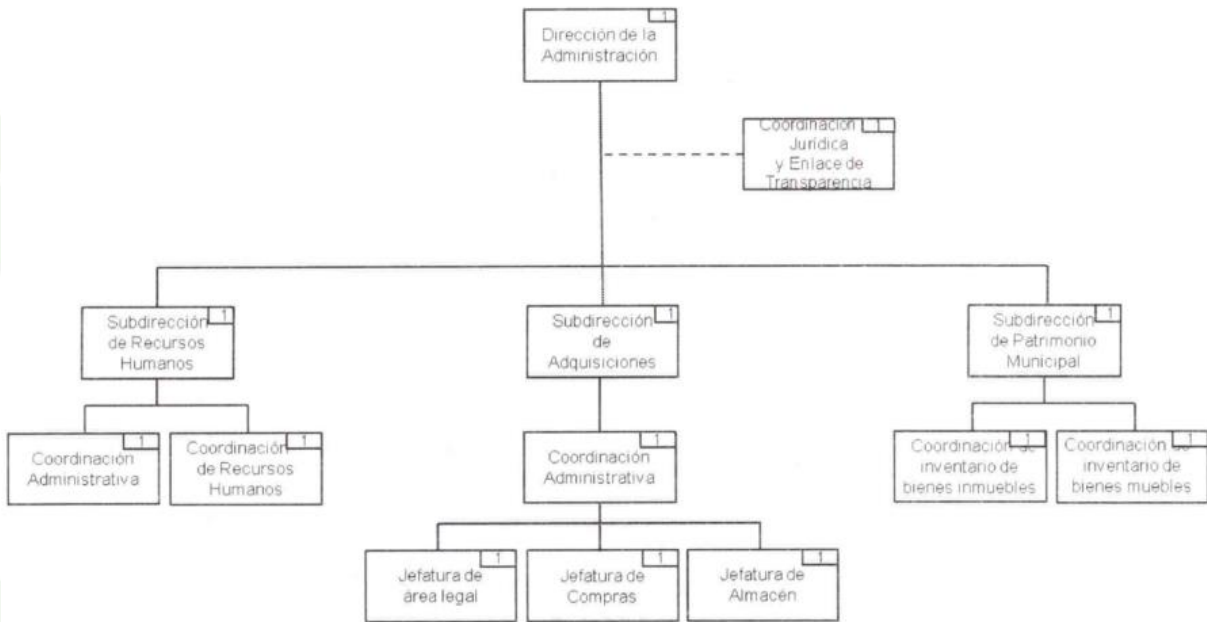 1
Dirección de la
Administración
1
Coordinación
Jurídica
y Enlace de
Transparencia
1
Subdirección
de Recursos
Humanos
1
Subdirección
de
Adquisiciones
1
Subdirección
de Patrimonio
Municipal
1
Coordinación
Administrativa
1
Coordinación
de Recursos
Humanos
1
Coordinación
Administrativa
1
Coordinación de
inventario de
bienes inmuebles
1
Coordinación de
inventario de
bienes muebles
1
Jefatura de
área legal
1
Jefatura de
Compras
1
Jefatura de
Almacén